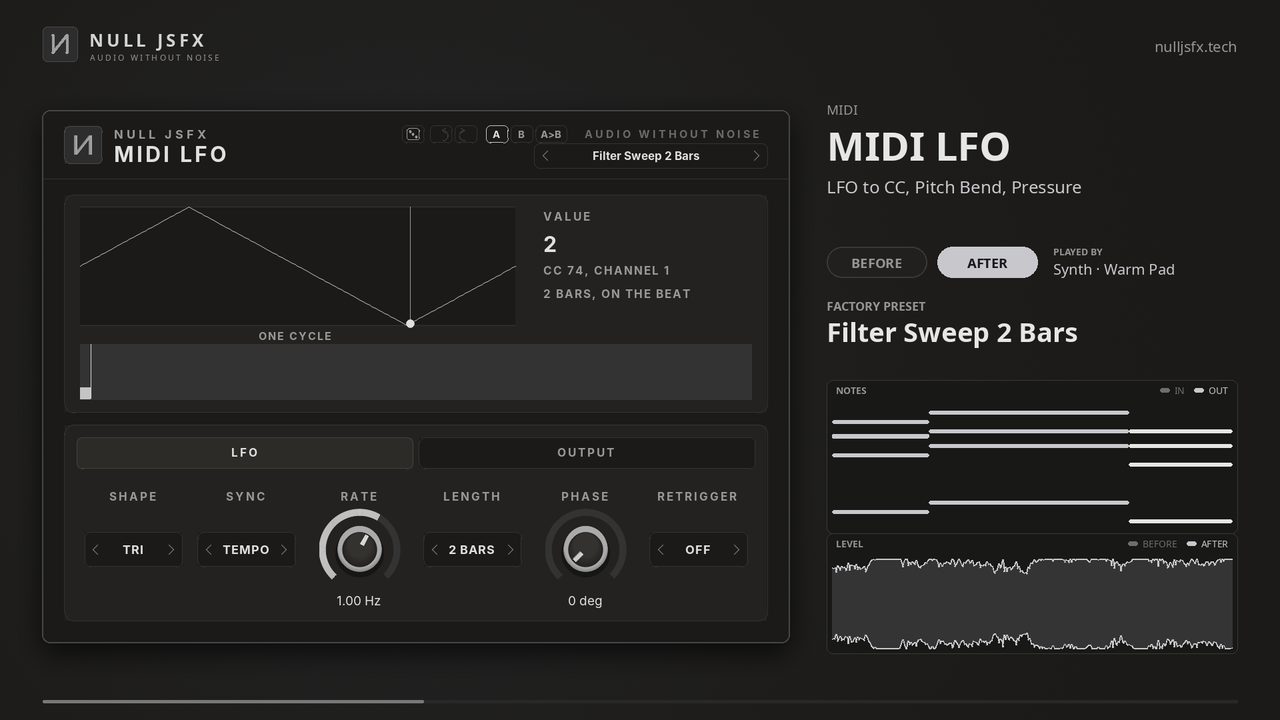 NULL JSFX
AUDIO WITHOUT NOISE
nulljsfx.tech
NULL JSFX
MIDI LFO
A
B
A>B
AUDIO WITHOUT NOISE
Filter Sweep 2 Bars
VALUE
2
CC 74, CHANNEL 1
2 BARS, ON THE BEAT
ONE CYCLE
LFO
OUTPUT
SHAPE
SYNC
RATE
LENGTH
PHASE
RETRIGGER
TRI
TEMPO
2 BARS
OFF
1.00 Hz
0 deg
MIDI
MIDI LFO
LFO to CC, Pitch Bend, Pressure
BEFORE
AFTER
PLAYED BY
Synth · Warm Pad
FACTORY PRESET
Filter Sweep 2 Bars
NOTES
IN
OUT
LEVEL
BEFORE
AFTER